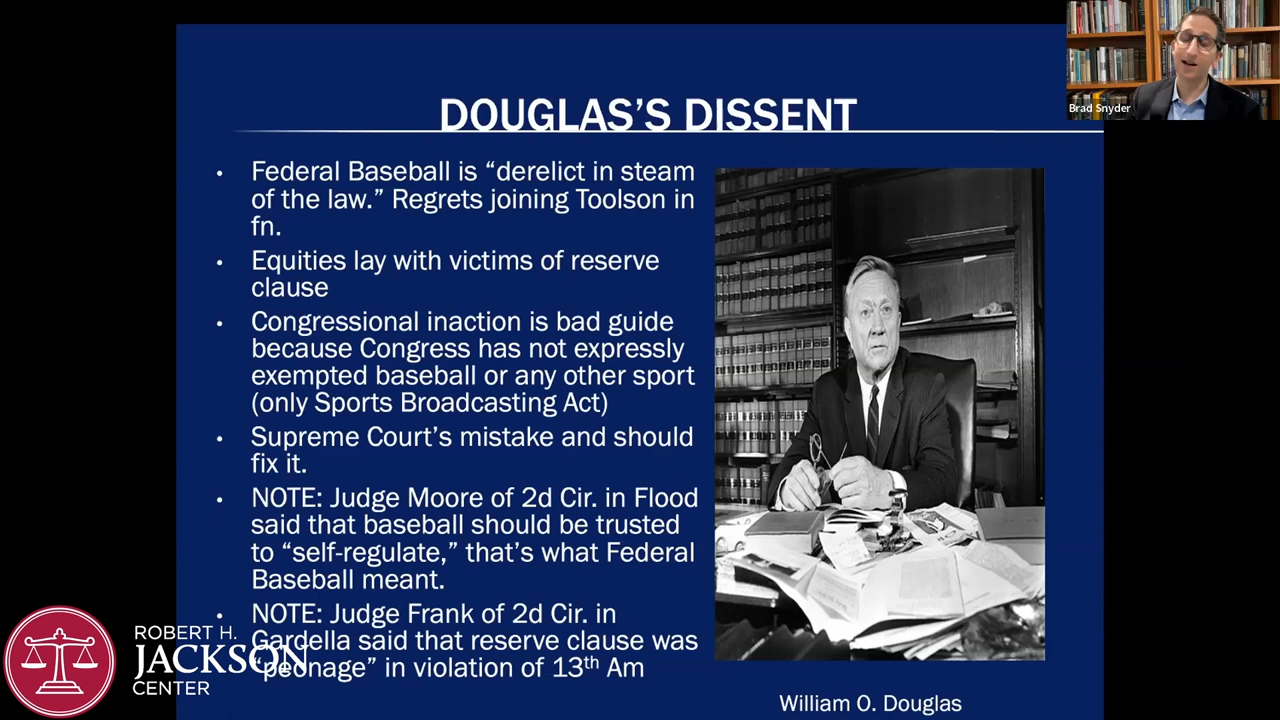 Brad Snyder
DOUGLAS'S DISSENT
• Federal Baseball is “derelict in steam
of the law.” Regrets joining Toolson in
fn.
• Equities lay with victims of reserve
clause
• Congressional inaction is bad guide
because Congress has not expressly
exempted baseball or any other sport
(only Sports Broadcasting Act)
• Supreme Court's mistake and should
fix it.
• NOTE: Judge Moore of 2d Cir. in Flood
said that baseball should be trusted
to “self-regulate,” that's what Federal
Baseball meant.
• NOTE: Judge Frank of 2d Cir. in
Gardella said that reserve clause was
“peonage” in violation of 13th Am
William O. Douglas
ROBERT H.
JACKSON
CENTER